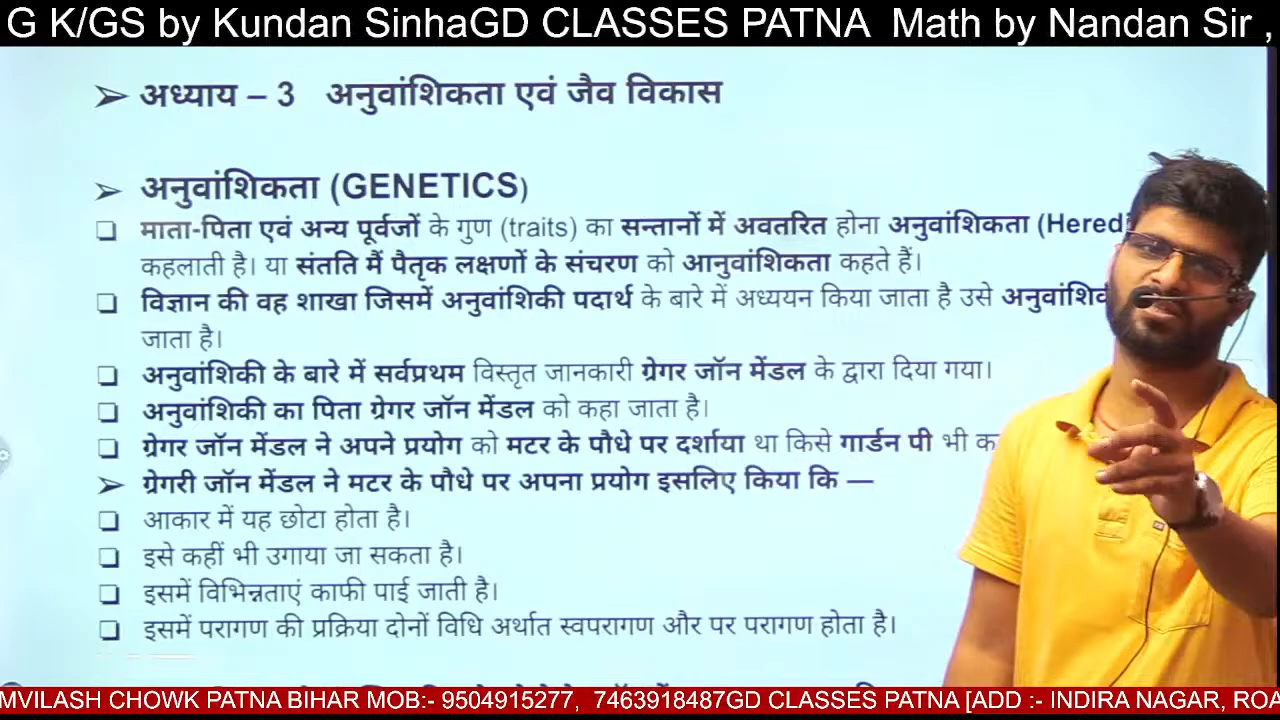 G K/GS by Kundan SinhaGD CLASSES PATNA Math by Nandan Sir ,
➢ अध्याय – 3 अनुवांशिकता एवं जैव विकास
➢ अनुवांशिकता (GENETICS)
❑ माता-पिता एवं अन्य पूर्वजों के गुण (traits) का सन्तानों में अवतरित होना अनुवांशिकता
कहलाती है। या संतति मैं पैतृक लक्षणों के संचरण को आनुवांशिकता कहते हैं।
❑ विज्ञान की वह शाखा जिसमें अनुवांशिकी पदार्थ के बारे में अध्ययन किया जाता है उसे
जाता है।
❑ अनुवांशिकी के बारे में सर्वप्रथम विस्तृत जानकारी ग्रेगर जॉन मेंडल के द्वारा दिया गया।
❑ अनुवांशिकी का पिता ग्रेगर जॉन मेंडल को कहा जाता है।
❑ ग्रेगर जॉन मेंडल ने अपने प्रयोग को मटर के पौधे पर दर्शाया था किसे गार्डन पी भी
➢ ग्रेगरी जॉन मेंडल ने मटर के पौधे पर अपना प्रयोग इसलिए किया कि —
❑ आकार में यह छोटा होता है।
❑ इसे कहीं भी उगाया जा सकता है।
❑ इसमें विभिन्नताएं काफी पाई जाती है।
❑ इसमें परागण की प्रक्रिया दोनों विधि अर्थात स्वपरागण और पर परागण होता है।
MVILASH CHOWK PATNA BIHAR MOB:- 9504915277, 7463918487GD CLASSES PATNA [ADD :- INDIRA NAGAR, ROA